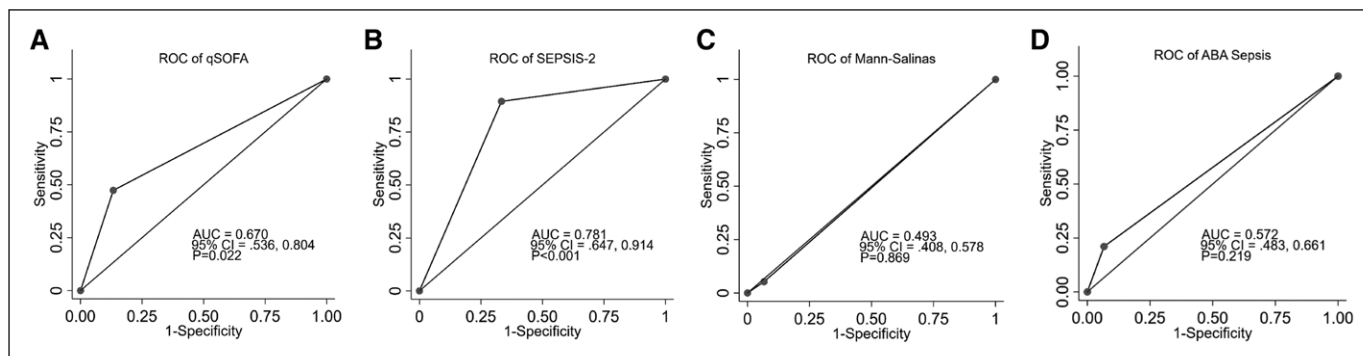 A
ROC of qSOFA
Sensitivity
1
0.75
0.50
0.25
0
AUC = 0.670
95% CI = .536, 0.804
P=0.022
0.00
0.25
0.50
0.75
1.00
1-Specificity
B
ROC of SEPSIS-2
Sensitivity
1
0.75
0.50
0.25
0
AUC = 0.781
95% CI = .647, 0.914
P<0.001
0
0.25
0.50
0.75
1
1-Specificity
C
ROC of Mann-Salinas
Sensitivity
1
0.75
0.50
0.25
0
AUC = 0.493
95% CI = .408, 0.578
P=0.869
0
0.25
0.50
0.75
1
1-Specificity
D
ROC of ABA Sepsis
Sensitivity
1.00
0.75
0.50
0.25
0.00
AUC = 0.572
95% CI = .483, 0.661
P=0.219
0.00
0.25
0.50
0.75
1.00
1-Specificity